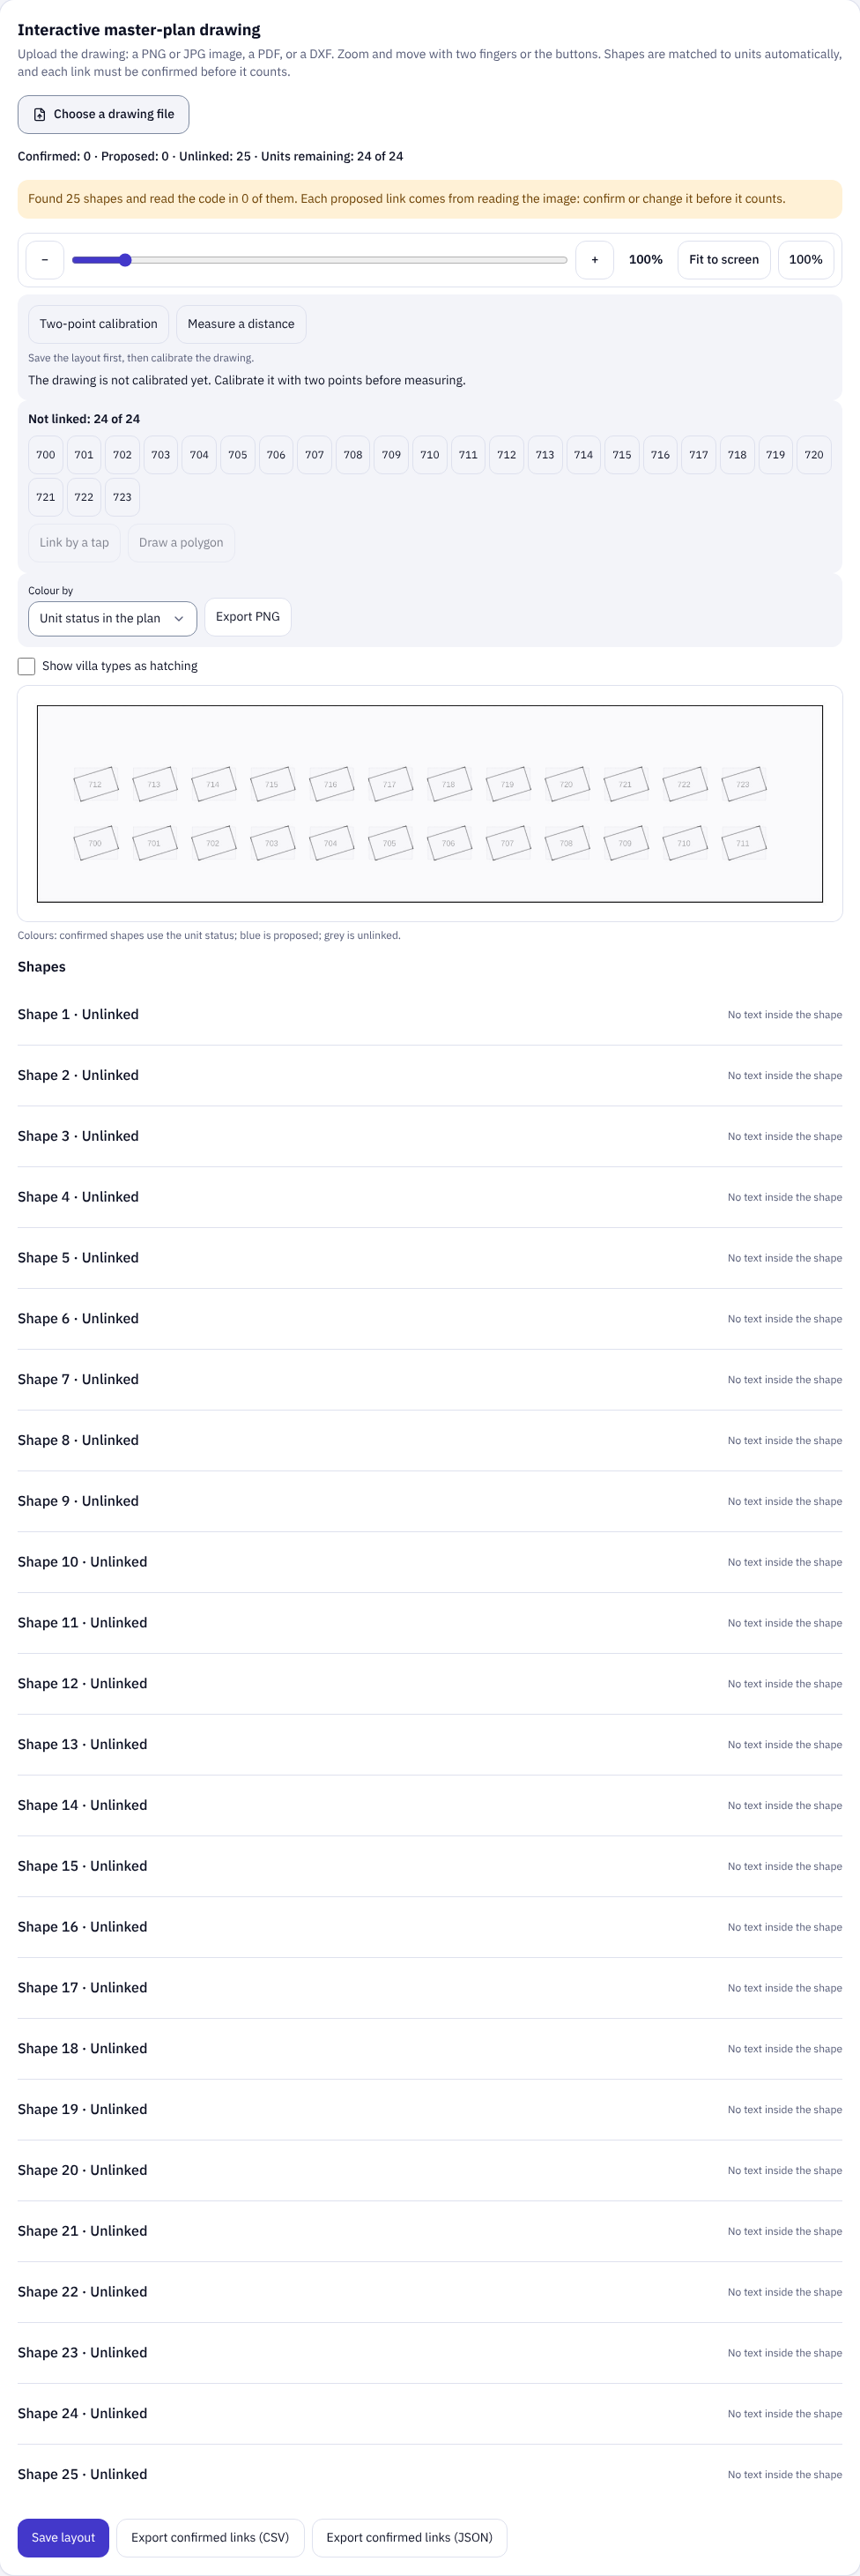 Interactive master-plan drawing
Upload the drawing: a PNG or JPG image, a PDF, or a DXF. Zoom and move with two fingers or the buttons. Shapes are matched to units automatically,
and each link must be confirmed before it counts.
Choose a drawing file
Confirmed: 0 · Proposed: 0 · Unlinked: 25 · Units remaining: 24 of 24
Found 25 shapes and read the code in 0 of them. Each proposed link comes from reading the image: confirm or change it before it counts.
− + 100% Fit to screen 100%
Two-point calibration Measure a distance
Save the layout first, then calibrate the drawing.
The drawing is not calibrated yet. Calibrate it with two points before measuring.
Not linked: 24 of 24
700 701 702 703 704 705 706 707 708 709 710 711 712 713 714 715 716 717 718 719 720
721 722 723
Link by a tap Draw a polygon
Colour by
Unit status in the plan Export PNG
Show villa types as hatching
712 713 714 715 716 717 718 719 720 721 722 723
700 701 702 703 704 705 706 707 708 709 710 711
Colours: confirmed shapes use the unit status; blue is proposed; grey is unlinked.
Shapes
Shape 1 · Unlinked No text inside the shape
Shape 2 · Unlinked No text inside the shape
Shape 3 · Unlinked No text inside the shape
Shape 4 · Unlinked No text inside the shape
Shape 5 · Unlinked No text inside the shape
Shape 6 · Unlinked No text inside the shape
Shape 7 · Unlinked No text inside the shape
Shape 8 · Unlinked No text inside the shape
Shape 9 · Unlinked No text inside the shape
Shape 10 · Unlinked No text inside the shape
Shape 11 · Unlinked No text inside the shape
Shape 12 · Unlinked No text inside the shape
Shape 13 · Unlinked No text inside the shape
Shape 14 · Unlinked No text inside the shape
Shape 15 · Unlinked No text inside the shape
Shape 16 · Unlinked No text inside the shape
Shape 17 · Unlinked No text inside the shape
Shape 18 · Unlinked No text inside the shape
Shape 19 · Unlinked No text inside the shape
Shape 20 · Unlinked No text inside the shape
Shape 21 · Unlinked No text inside the shape
Shape 22 · Unlinked No text inside the shape
Shape 23 · Unlinked No text inside the shape
Shape 24 · Unlinked No text inside the shape
Shape 25 · Unlinked No text inside the shape
Save layout Export confirmed links (CSV) Export confirmed links (JSON)